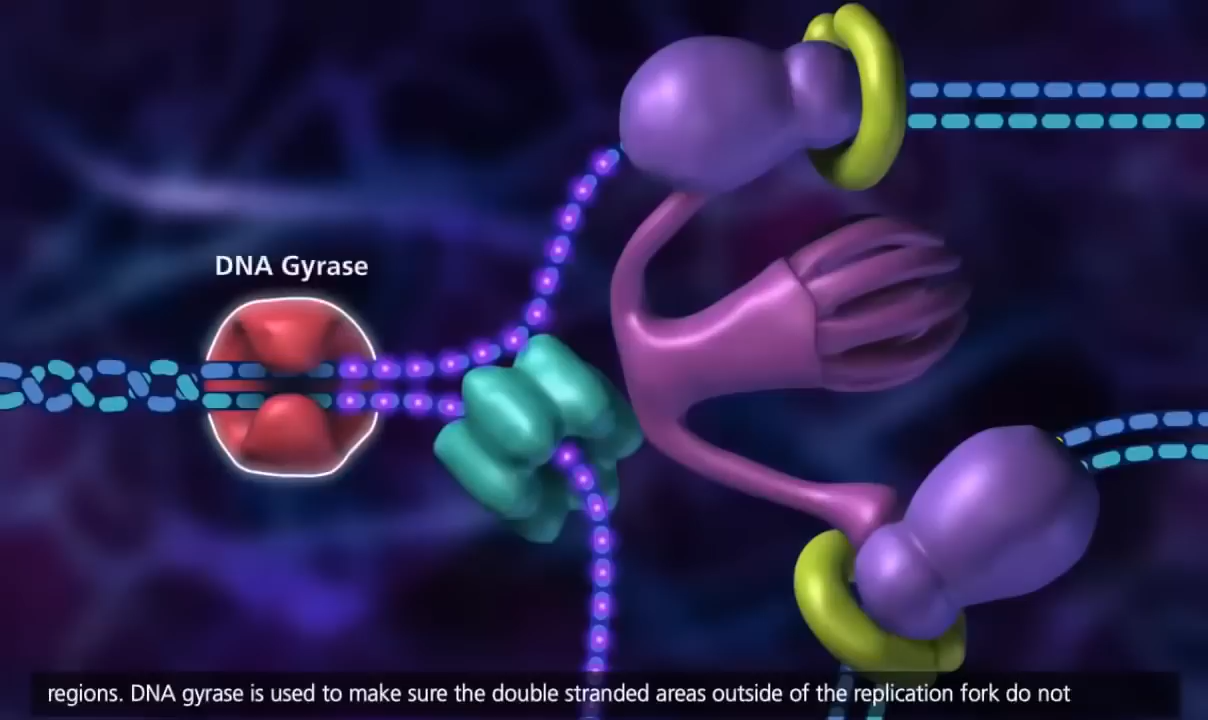 DNA Gyrase
regions. DNA gyrase is used to make sure the double stranded areas outside of the replication fork do not